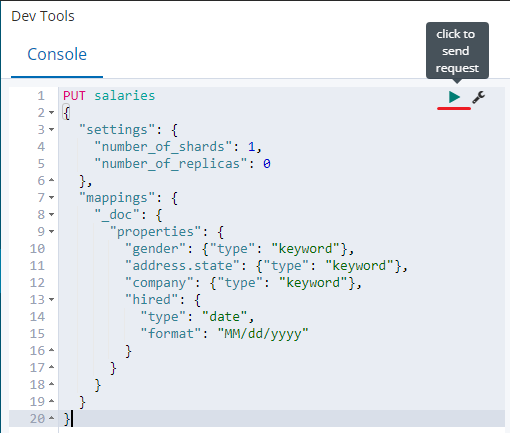 Dev Tools
click to
send
request
Console
1 PUT salaries
2 {
3   "settings": {
4     "number_of_shards": 1,
5     "number_of_replicas": 0
6   },
7   "mappings": {
8     "_doc": {
9       "properties": {
10         "gender": {"type": "keyword"},
11         "address.state": {"type": "keyword"},
12         "company": {"type": "keyword"},
13         "hired": {
14           "type": "date",
15           "format": "MM/dd/yyyy"
16         }
17       }
18     }
19   }
20 }